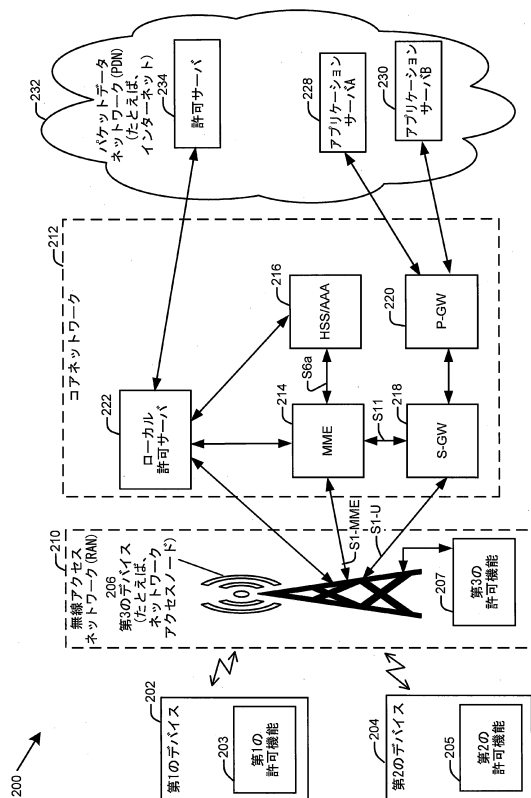 200
202
第1のデバイス
203
第1の
許可機能
204
第2のデバイス
205
第2の
許可機能
210
無線アクセス
ネットワーク(RAN)
206
第3のデバイス
(たとえば、
ネットワーク
アクセスノード)
207
第3の
許可機能
S1-MME
S1-U
212
コアネットワーク
222
ローカル
許可サーバ
214
MME
S6a
216
HSS/AAA
S11
218
S-GW
220
P-GW
232
パケットデータ
ネットワーク(PDN)
(たとえば、
インターネット)
234
許可サーバ
228
アプリケーション
サーバA
230
アプリケーション
サーバB